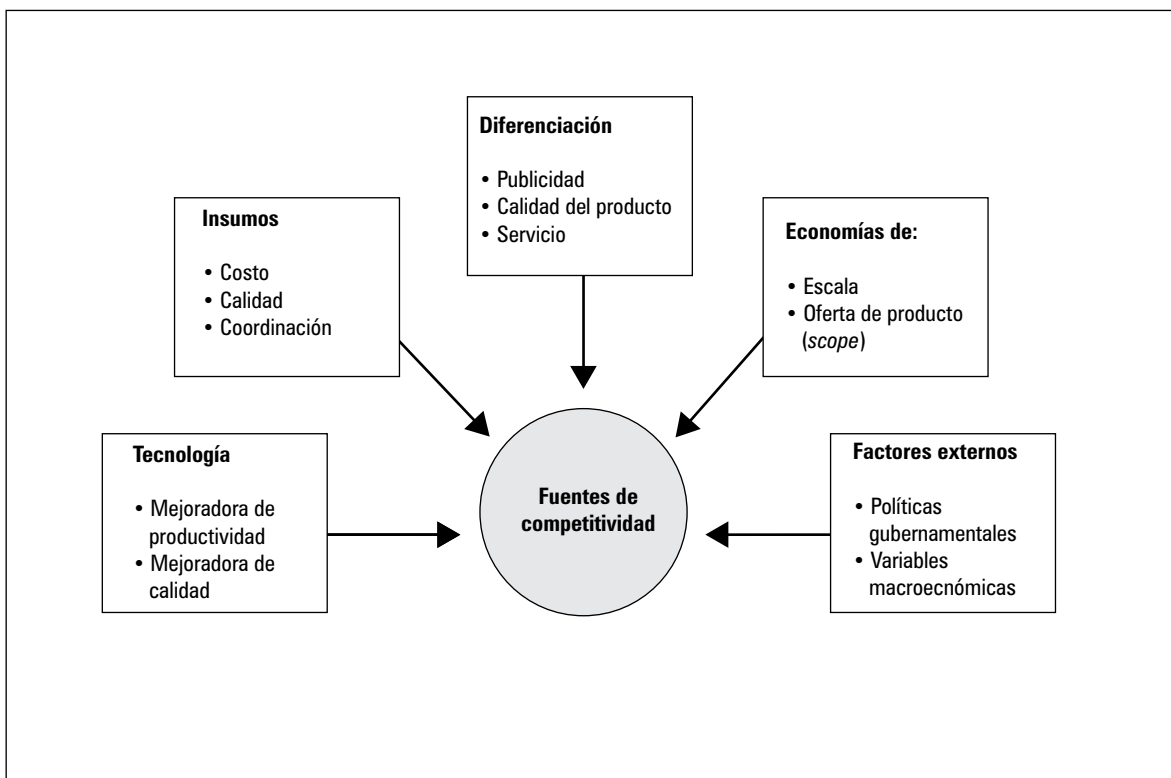 Diferenciación
• Publicidad
• Calidad del producto
• Servicio
Insumos
• Costo
• Calidad
• Coordinación
Economías de:
• Escala
• Oferta de producto
(scope)
Tecnología
• Mejoradora de
productividad
• Mejoradora de
calidad
Fuentes de
competitividad
Factores externos
• Políticas
gubernamentales
• Variables
macroecnómicas